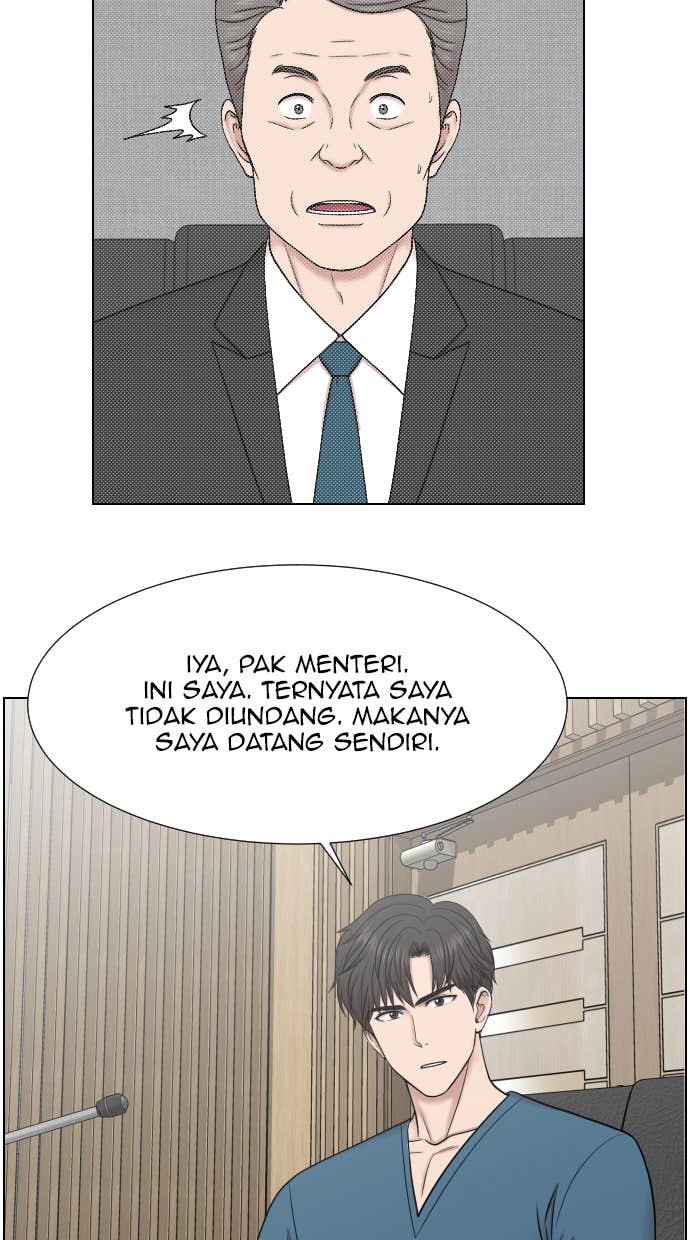 IYA, PAK MENTERI.
INI SAYA. TERNYATA SAYA
TIDAK DIUNDANG. MAKANYA
SAYA DATANG SENDIRI.